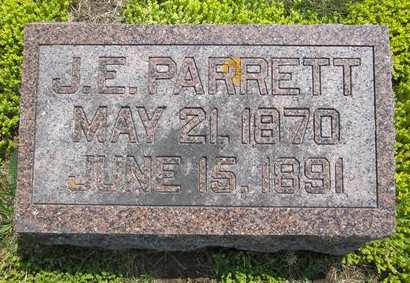 J.E. PARRETT
MAY 21, 1870
JUNE 15, 1891